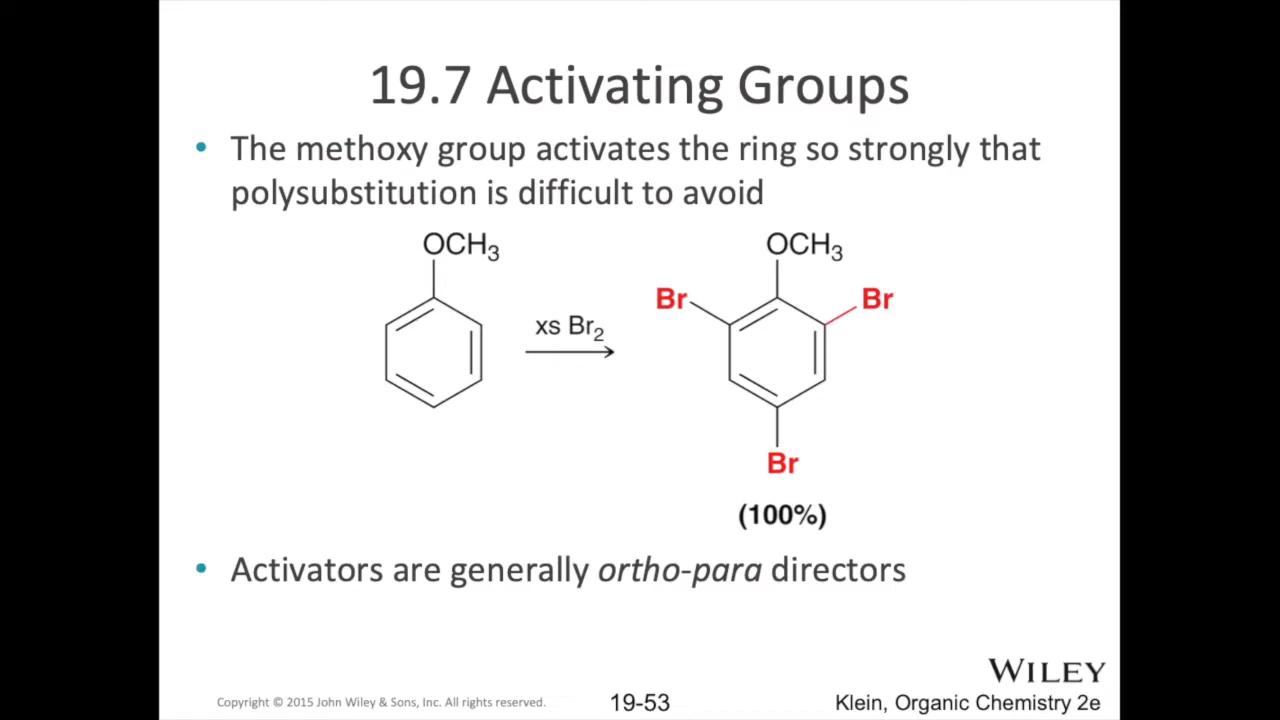 19.7 Activating Groups
• The methoxy group activates the ring so strongly that
polysubstitution is difficult to avoid
OCH₃
OCH₃
Br
Br
xs Br₂
Br
(100%)
• Activators are generally ortho-para directors
WILEY
Copyright © 2015 John Wiley & Sons, Inc. All rights reserved.
19-53
Klein, Organic Chemistry 2e